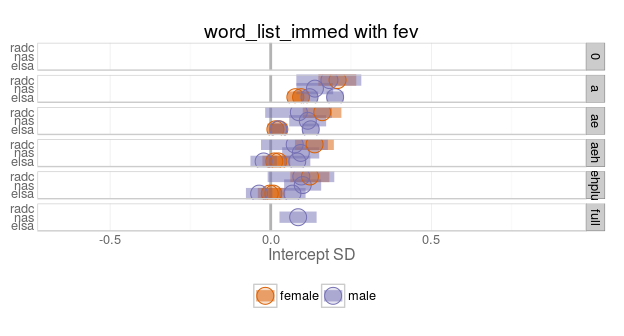 word_list_immed with fev
radc
nas
elsa
0
radc
nas
elsa
a
radc
nas
elsa
ae
radc
nas
elsa
aeh
radc
nas
elsa
ehplu
radc
nas
elsa
full
-0.5 0.0 0.5
Intercept SD
female male